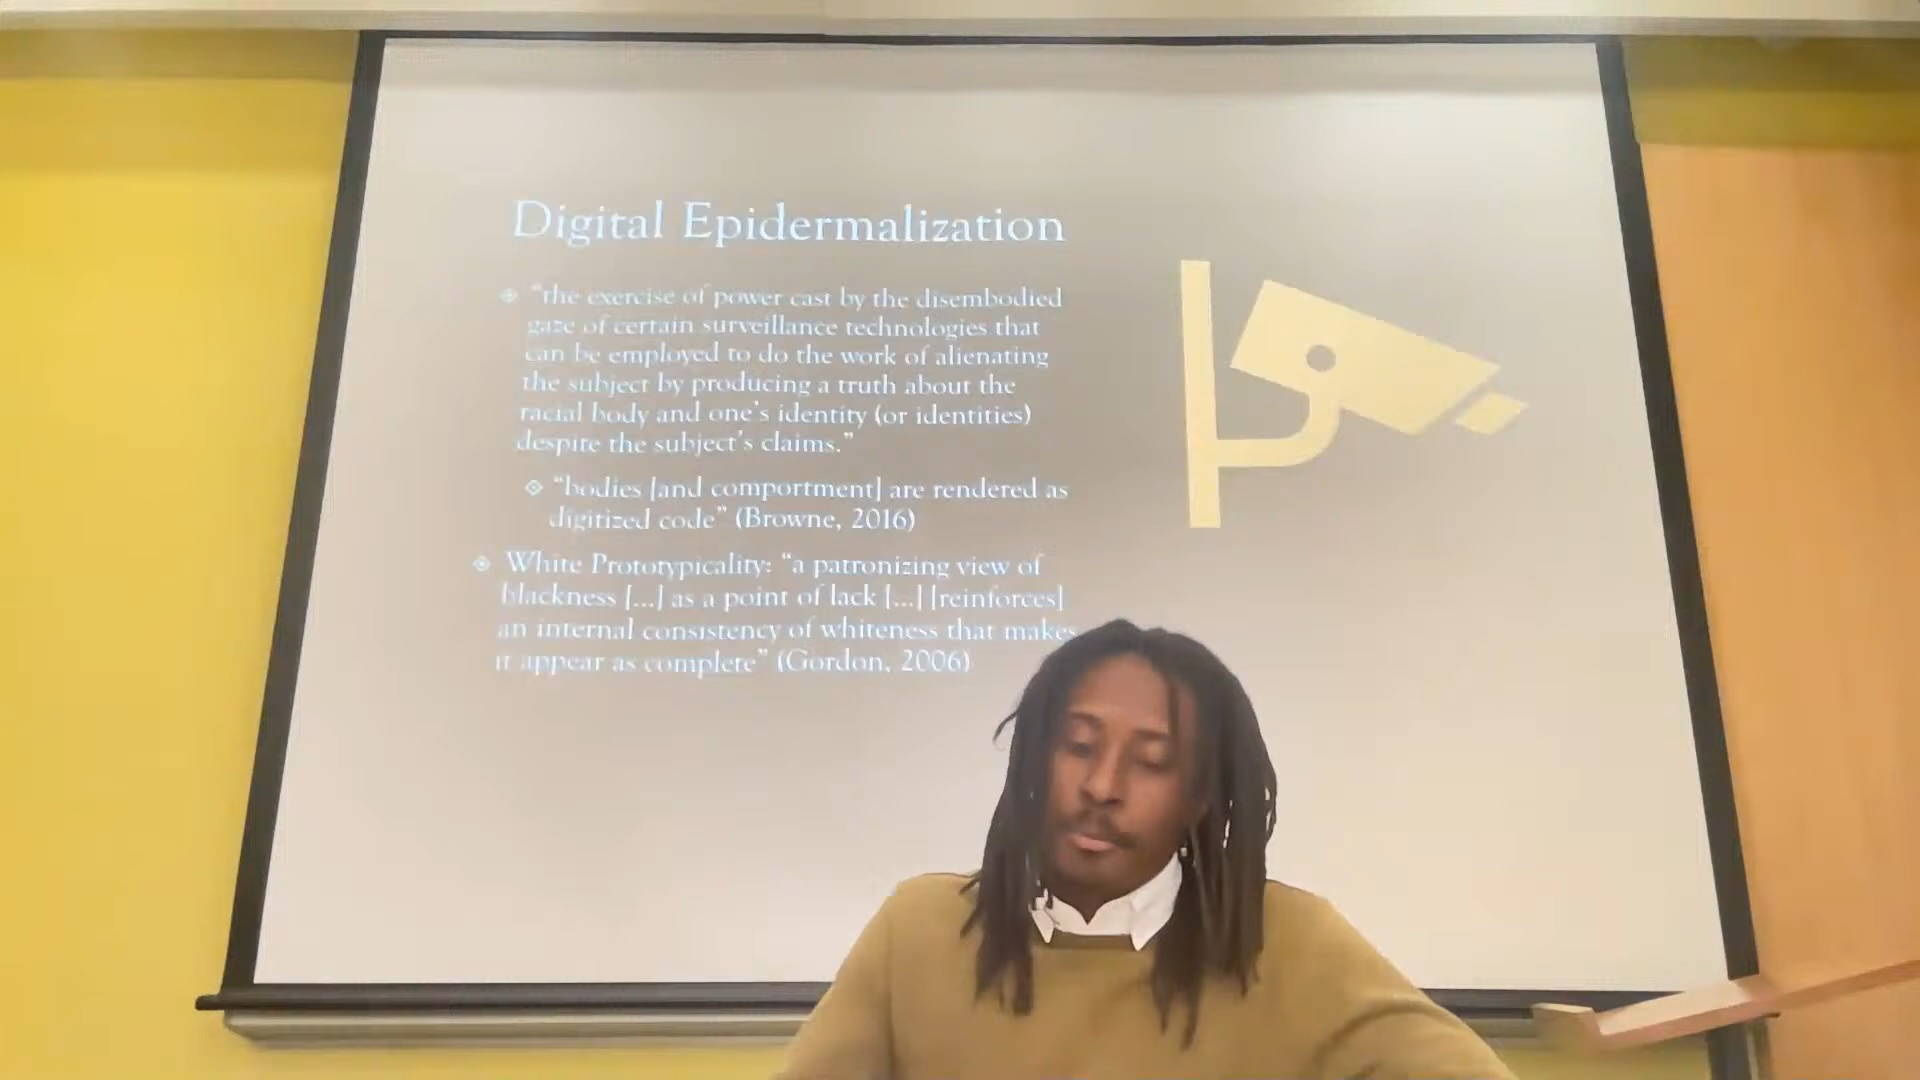 Digital Epidermalization
"the exercise of power cast by the disembodied
gaze of certain surveillance technologies that
can be employed to do the work of alienating
the subject by producing a truth about the
racial body and one's identity (or identities)
despite the subject's claims."
"bodies [and comportment] are rendered as
digitized code" (Browne, 2016)
White Prototypicality: "a patronizing view of
blackness [...] as a point of lack [...] [reinforces]
an internal consistency of whiteness that makes
it appear as complete" (Gordon, 2006)